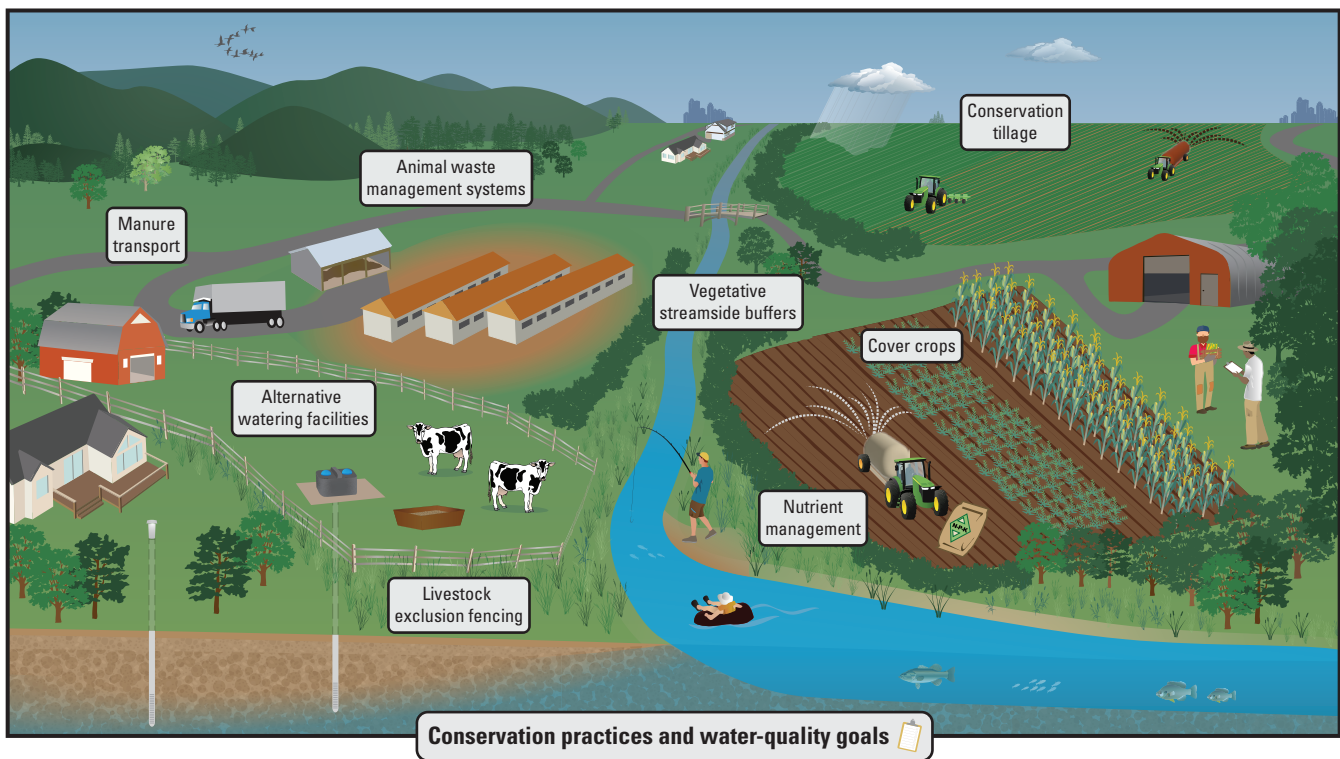 Conservation
tillage
Animal waste
management systems
Manure
transport
Vegetative
streamside buffers
Cover crops
Alternative
watering facilities
Nutrient
management
N-P-K
Livestock
exclusion fencing
Conservation practices and water-quality goals